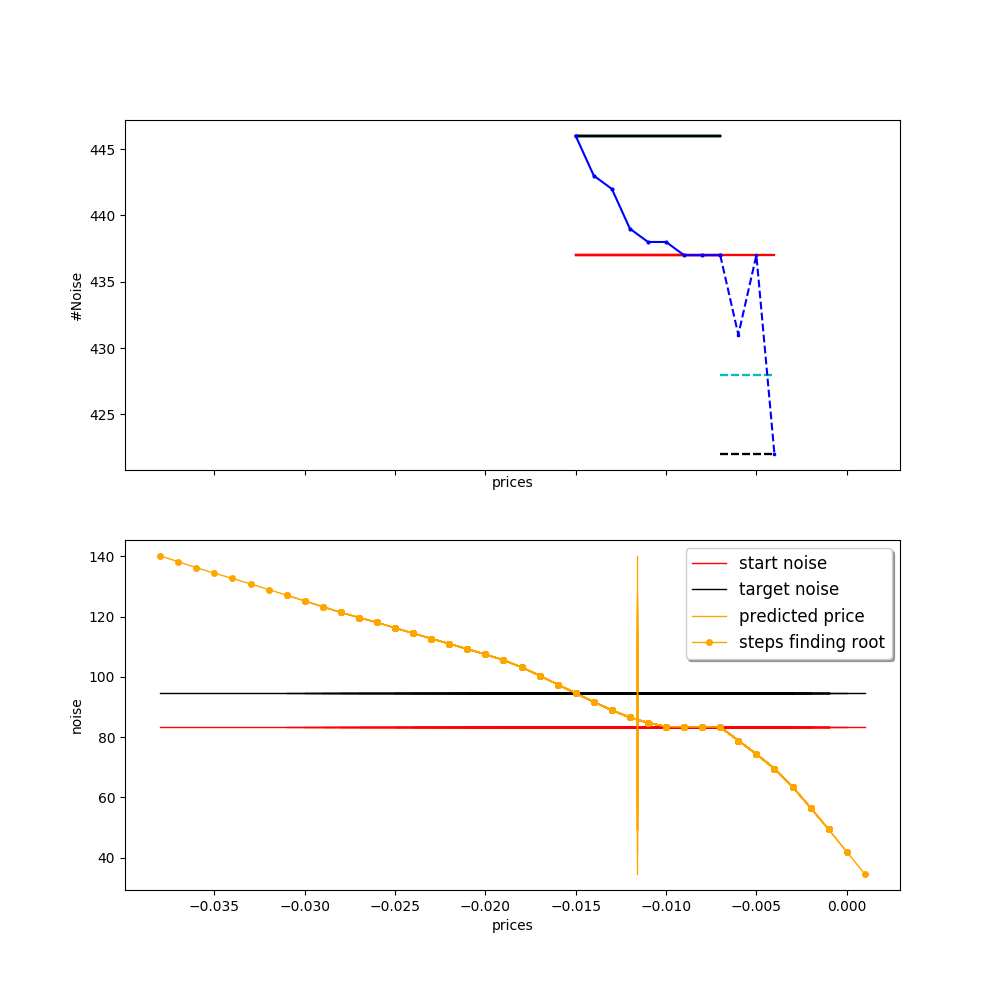 445
440
435
430
425
#Noise
prices
140
120
100
80
60
40
noise
start noise
target noise
predicted price
steps finding root
−0.035 −0.030 −0.025 −0.020 −0.015 −0.010 −0.005 0.000
prices